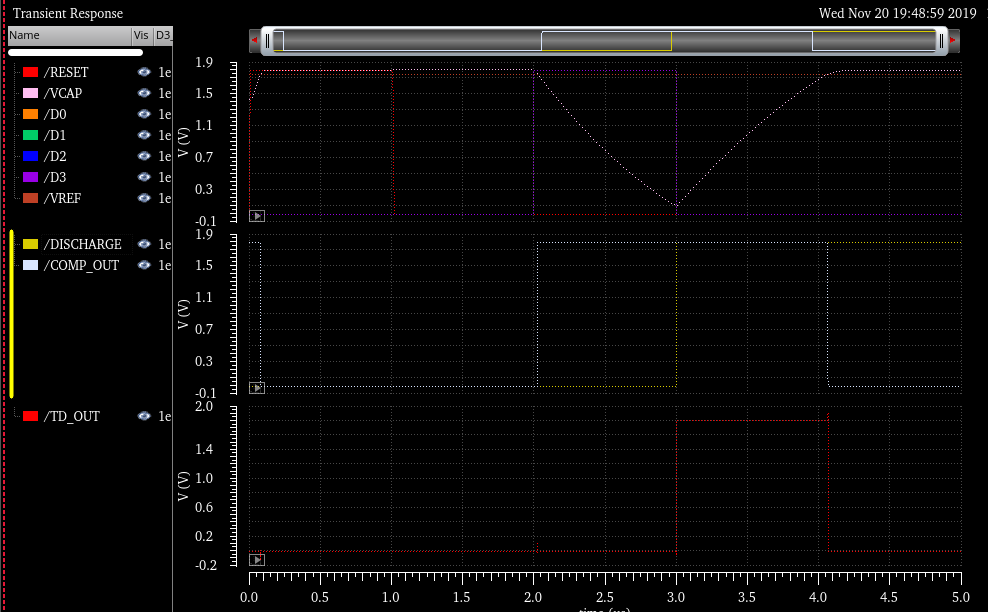 Transient Response
Wed Nov 20 19:48:59 2019
Name Vis D3_
/RESET 1e
/VCAP 1e
/D0 1e
/D1 1e
/D2 1e
/D3 1e
/VREF 1e
/DISCHARGE 1e
/COMP_OUT 1e
/TD_OUT 1e
V (V)
1.9
1.5
1.1
0.7
0.3
-0.1
V (V)
1.9
1.5
1.1
0.7
0.3
-0.1
V (V)
2.0
1.4
1.0
0.6
0.2
-0.2
0.0 0.5 1.0 1.5 2.0 2.5 3.0 3.5 4.0 4.5 5.0